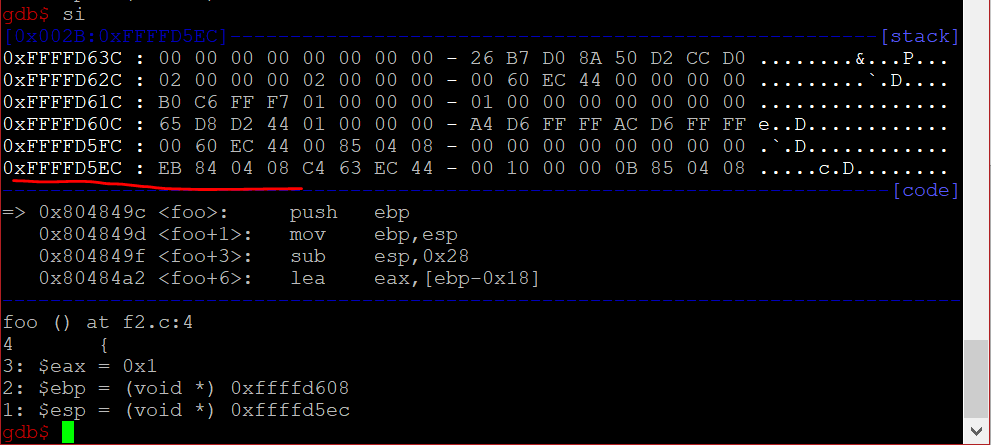 gdb$ si
[0x002B:0xFFFFD5EC]------------------------------------------------------[stack]
0xFFFFD63C : 00 00 00 00 00 00 00 00 - 26 B7 D0 8A 50 D2 CC D0 ........&...P...
0xFFFFD62C : 02 00 00 00 02 00 00 00 - 00 60 EC 44 00 00 00 00 .........`.D....
0xFFFFD61C : B0 C6 FF F7 01 00 00 00 - 01 00 00 00 00 00 00 00 ................
0xFFFFD60C : 65 D8 D2 44 01 00 00 00 - A4 D6 FF FF AC D6 FF FF e..D............
0xFFFFD5FC : 00 60 EC 44 00 85 04 08 - 00 00 00 00 00 00 00 00 .`.D............
0xFFFFD5EC : EB 84 04 08 C4 63 EC 44 - 00 10 00 00 0B 85 04 08 .....c.D........
--------------------------------------------------------------------------[code]
=> 0x804849c <foo>: push ebp
0x804849d <foo+1>: mov ebp,esp
0x804849f <foo+3>: sub esp,0x28
0x80484a2 <foo+6>: lea eax,[ebp-0x18]
--------------------------------------------------------------------------------
foo () at f2.c:4
4 {
3: $eax = 0x1
2: $ebp = (void *) 0xffffd608
1: $esp = (void *) 0xffffd5ec
gdb$